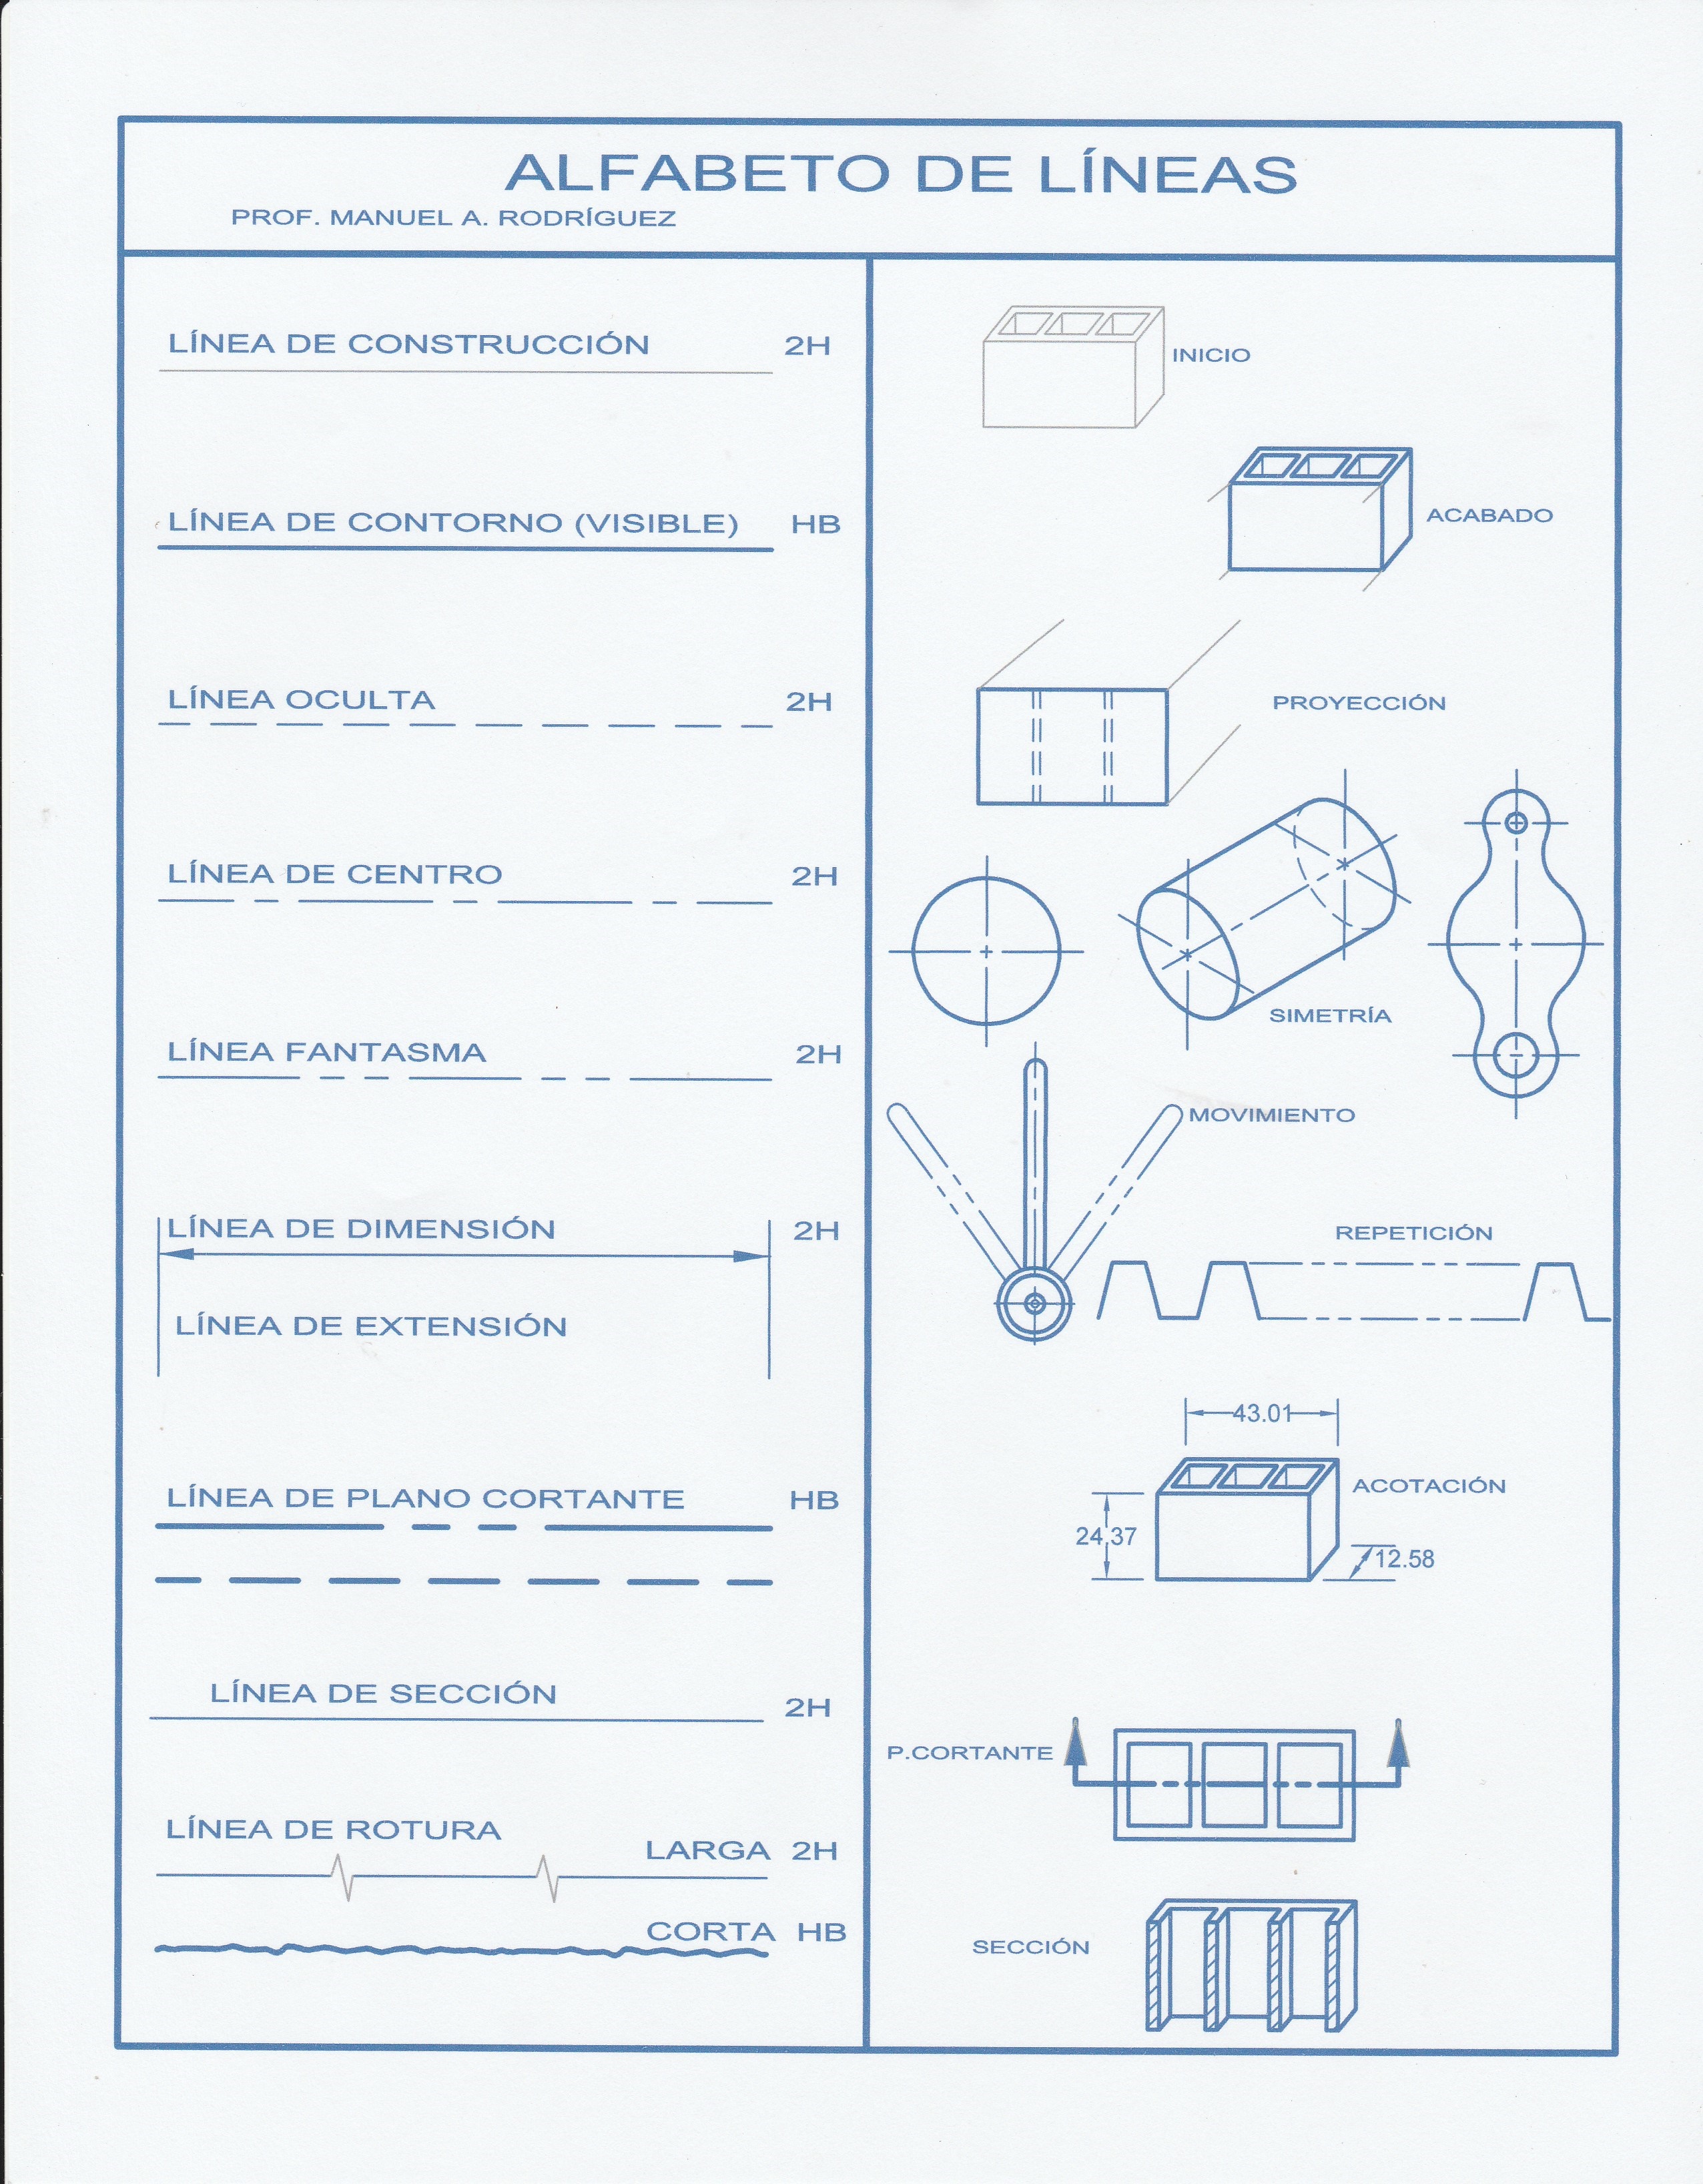 ALFABETO DE LÍNEAS
PROF. MANUEL A. RODRÍGUEZ
LÍNEA DE CONSTRUCCIÓN 2H
LÍNEA DE CONTORNO (VISIBLE) HB
LÍNEA OCULTA 2H
LÍNEA DE CENTRO 2H
LÍNEA FANTASMA 2H
LÍNEA DE DIMENSIÓN 2H
LÍNEA DE EXTENSIÓN
LÍNEA DE PLANO CORTANTE HB
LÍNEA DE SECCIÓN 2H
LÍNEA DE ROTURA
LARGA 2H
CORTA HB
INICIO
ACABADO
PROYECCIÓN
SIMETRÍA
MOVIMIENTO
REPETICIÓN
43.01
ACOTACIÓN
24.37
12.58
P.CORTANTE
SECCIÓN